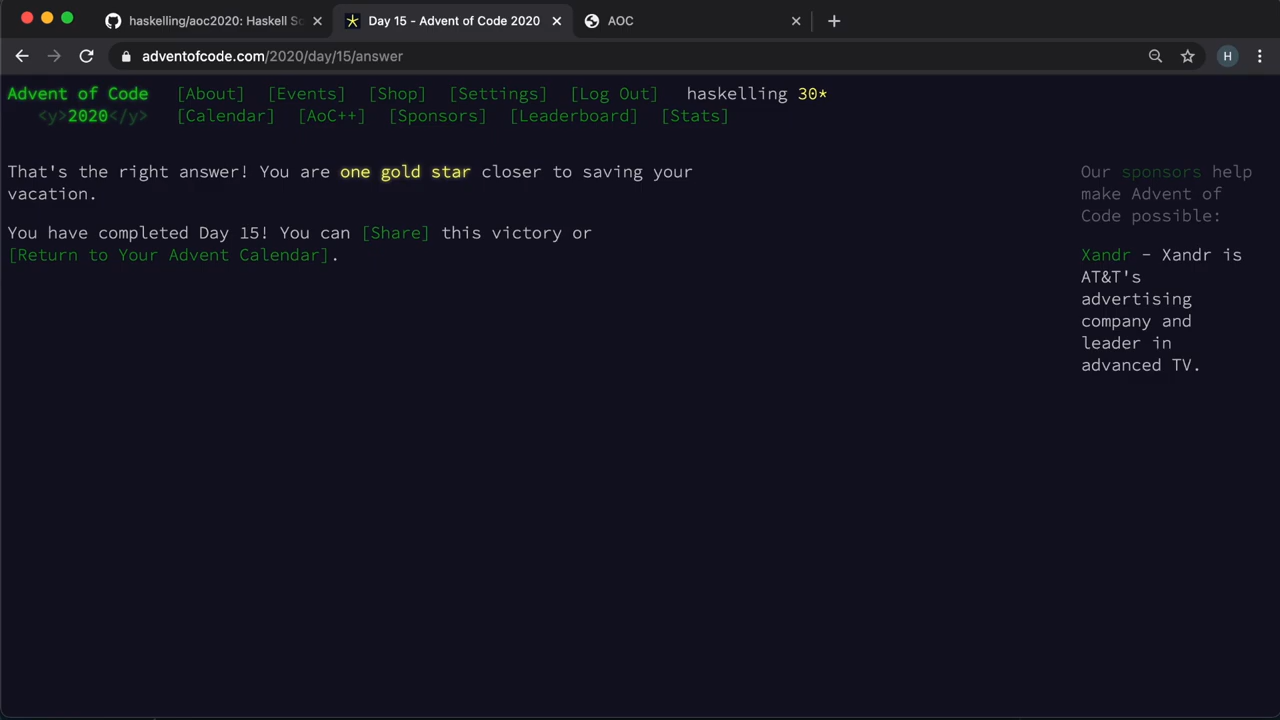 haskelling/aoc2020: Haskell So
Day 15 - Advent of Code 2020
AOC
adventofcode.com/2020/day/15/answer
H
Advent of Code [About] [Events] [Shop] [Settings] [Log Out] haskelling 30*
<y>2020</y> [Calendar] [AoC++] [Sponsors] [Leaderboard] [Stats]
That's the right answer! You are one gold star closer to saving your
vacation.
You have completed Day 15! You can [Share] this victory or
[Return to Your Advent Calendar].
Our sponsors help
make Advent of
Code possible:
Xandr - Xandr is
AT&T's
advertising
company and
leader in
advanced TV.